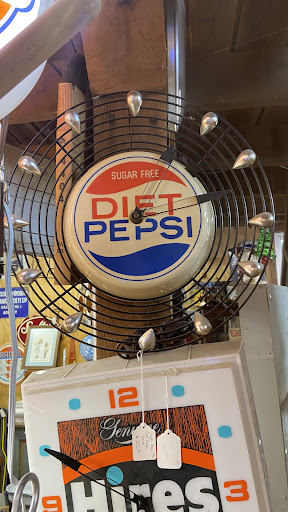 SUGAR FREE
DIET
PEPSI
12
Genuine
Hires
9
3